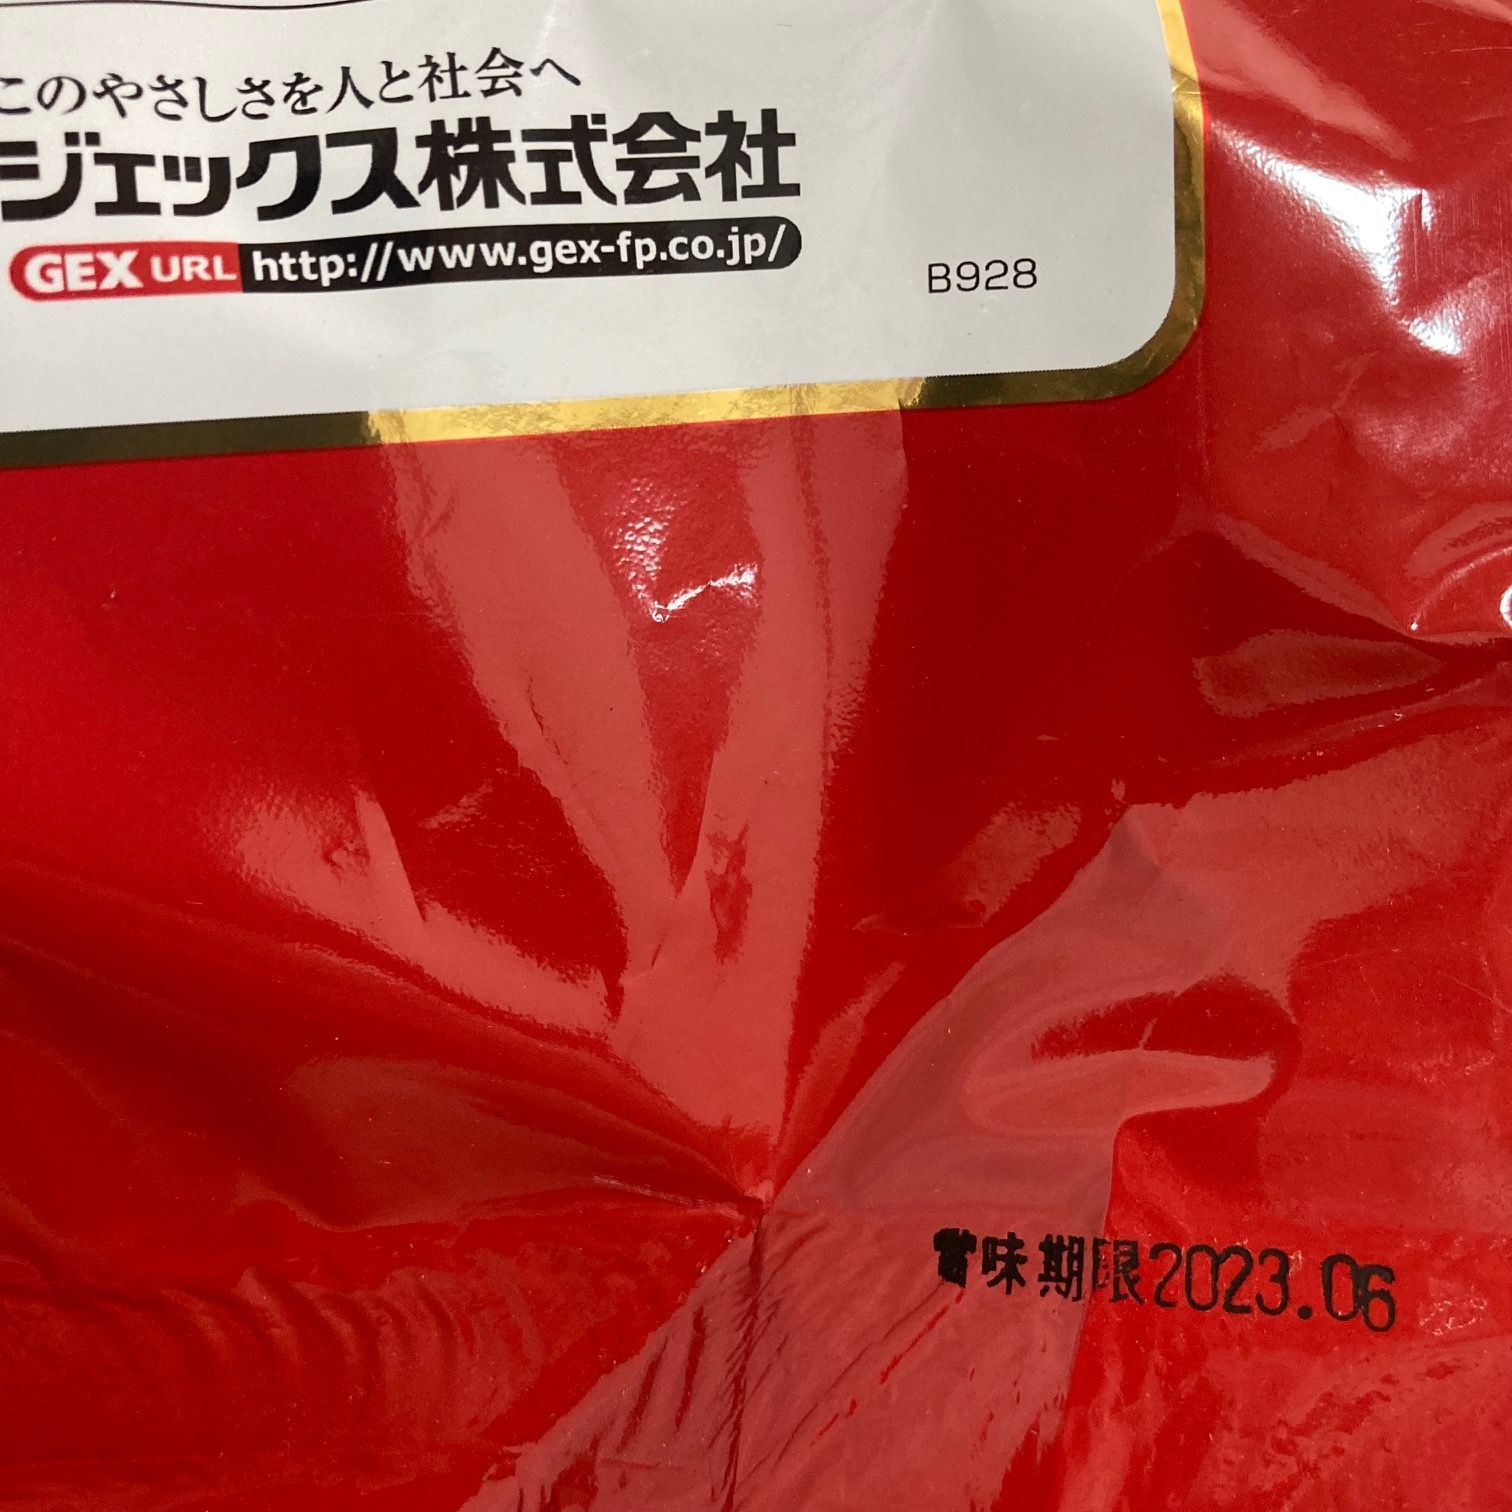 このやさしさを人と社会へ
ジェックス株式会社
GEX URL http://www.gex-fp.co.jp/
B928
賞味期限2023.06